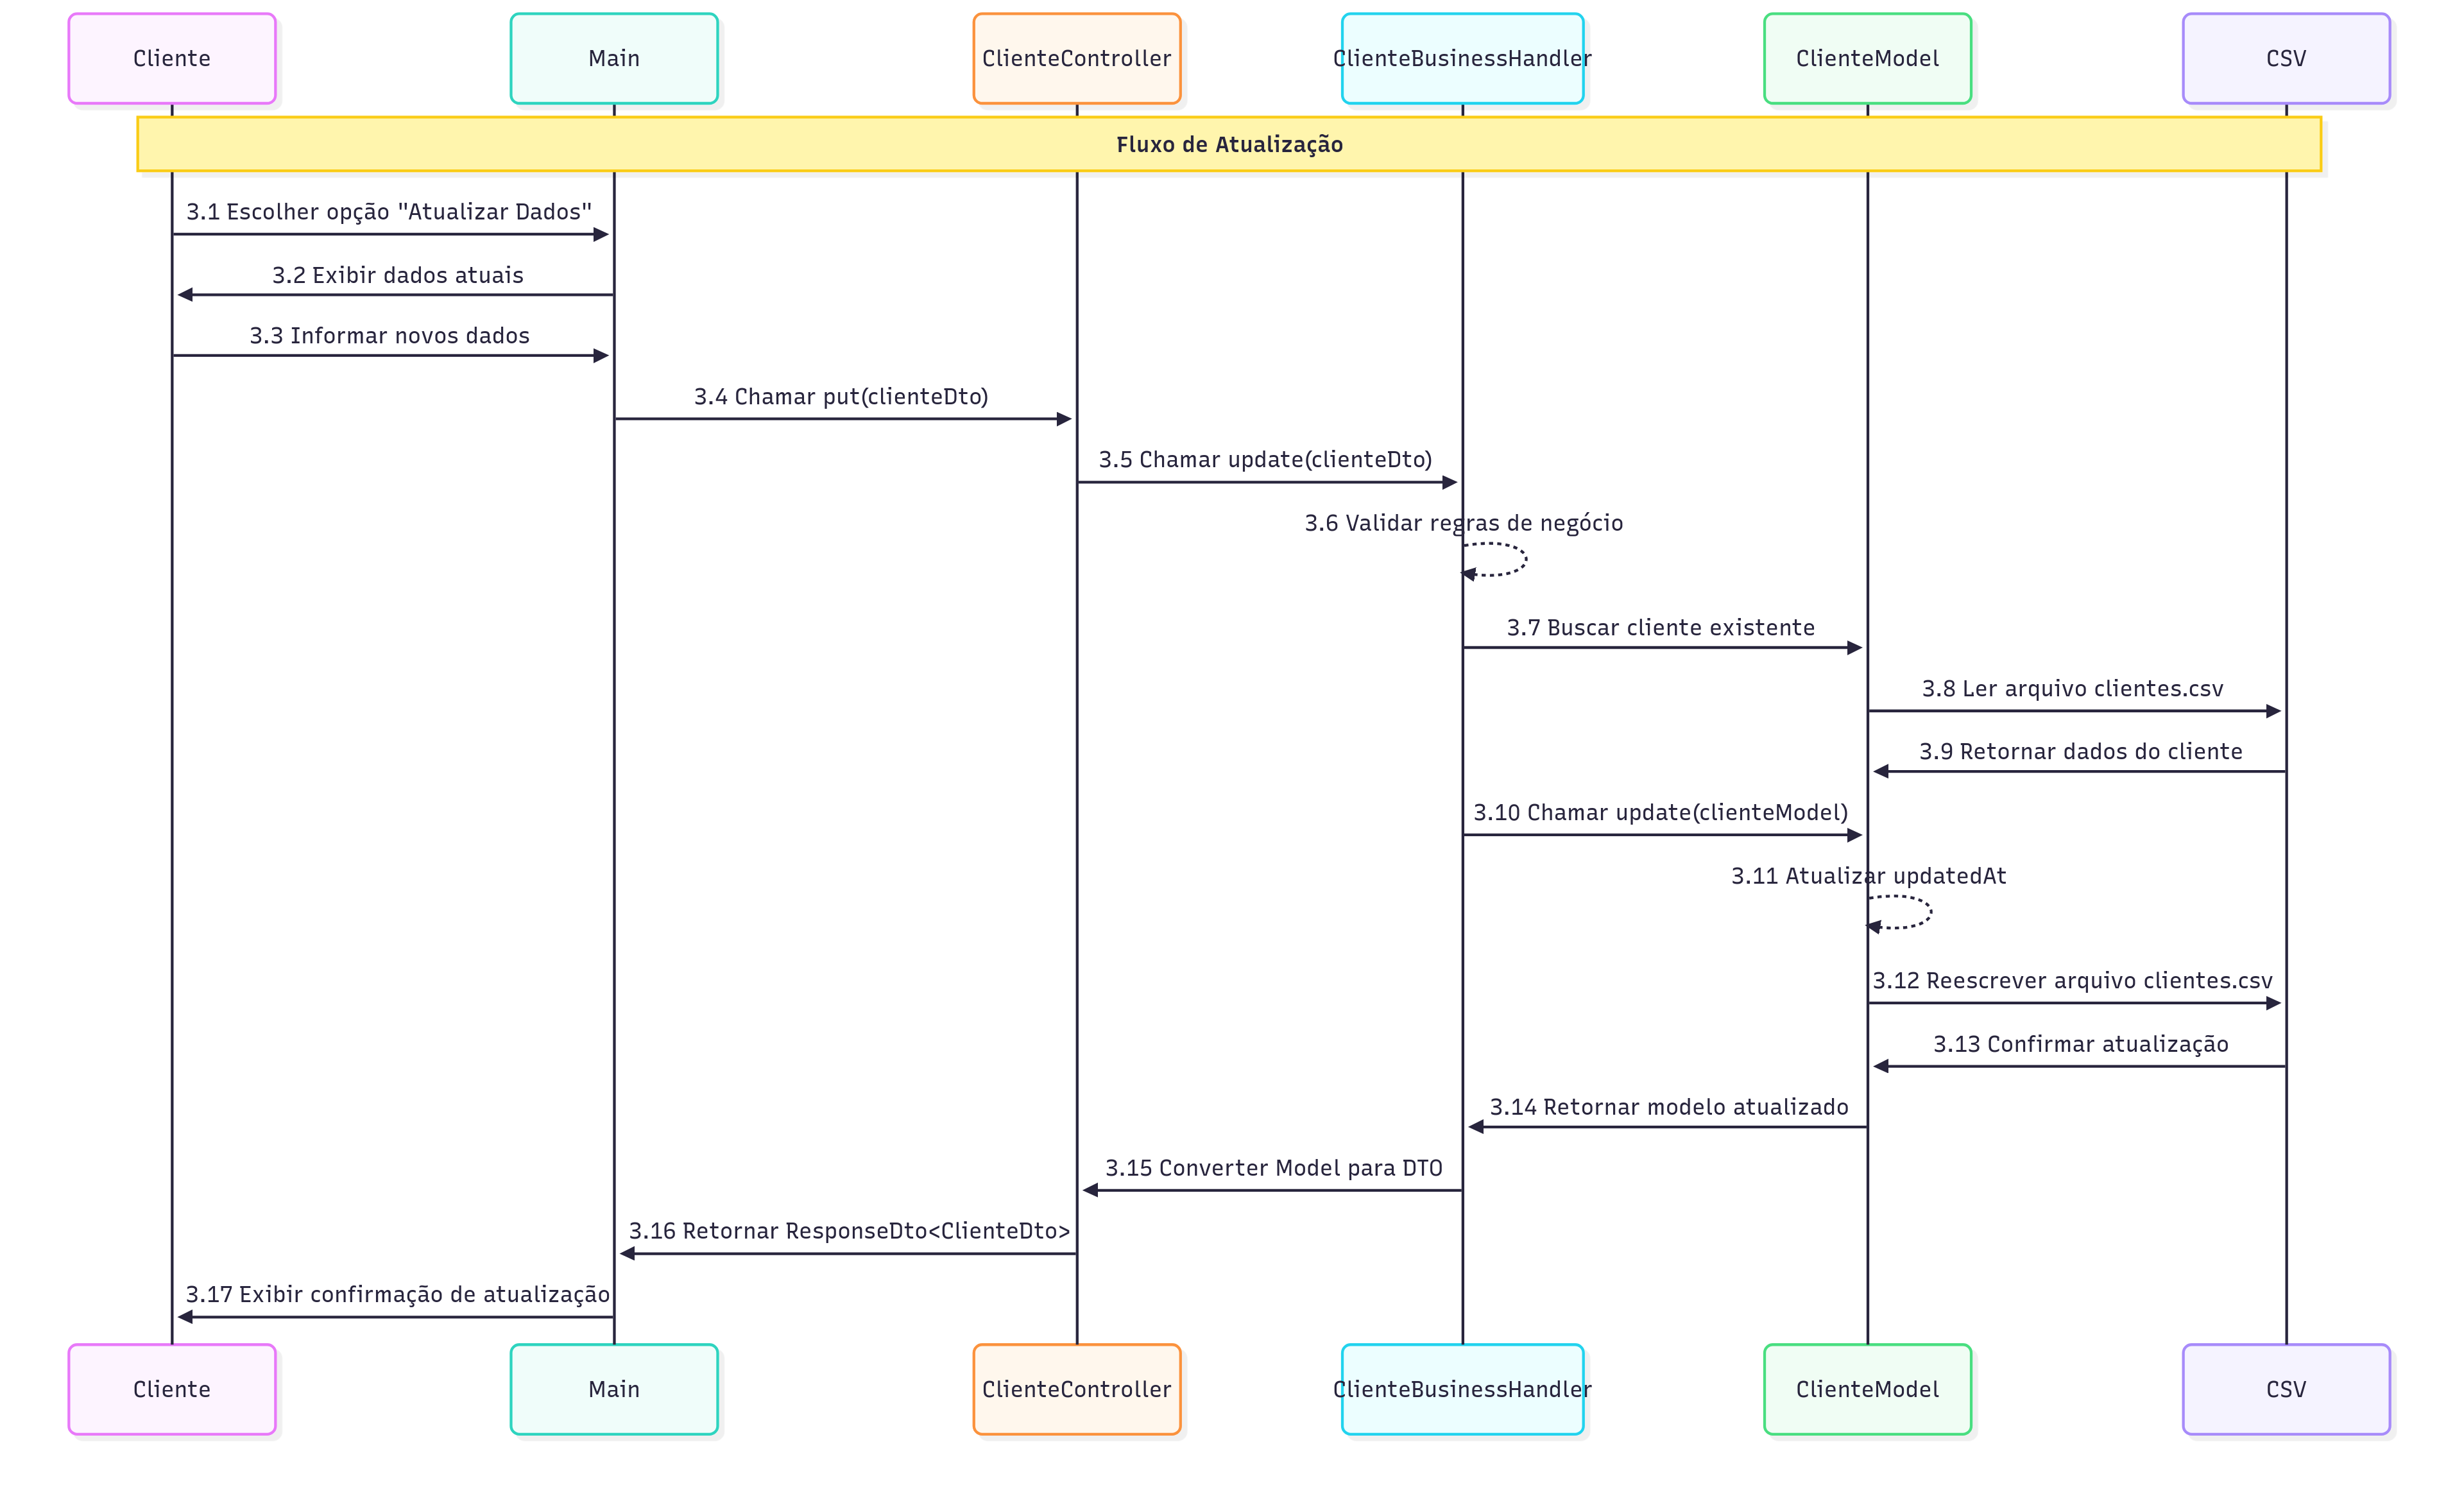 Cliente
Main
ClienteController
ClienteBusinessHandler
ClienteModel
CSV
Fluxo de Atualização
3.1 Escolher opção "Atualizar Dados"
3.2 Exibir dados atuais
3.3 Informar novos dados
3.4 Chamar put(clienteDto)
3.5 Chamar update(clienteDto)
3.6 Validar regras de negócio
3.7 Buscar cliente existente
3.8 Ler arquivo clientes.csv
3.9 Retornar dados do cliente
3.10 Chamar update(clienteModel)
3.11 Atualizar updatedAt
3.12 Reescrever arquivo clientes.csv
3.13 Confirmar atualização
3.14 Retornar modelo atualizado
3.15 Converter Model para DTO
3.16 Retornar ResponseDto<ClienteDto>
3.17 Exibir confirmação de atualização
Cliente
Main
ClienteController
ClienteBusinessHandler
ClienteModel
CSV